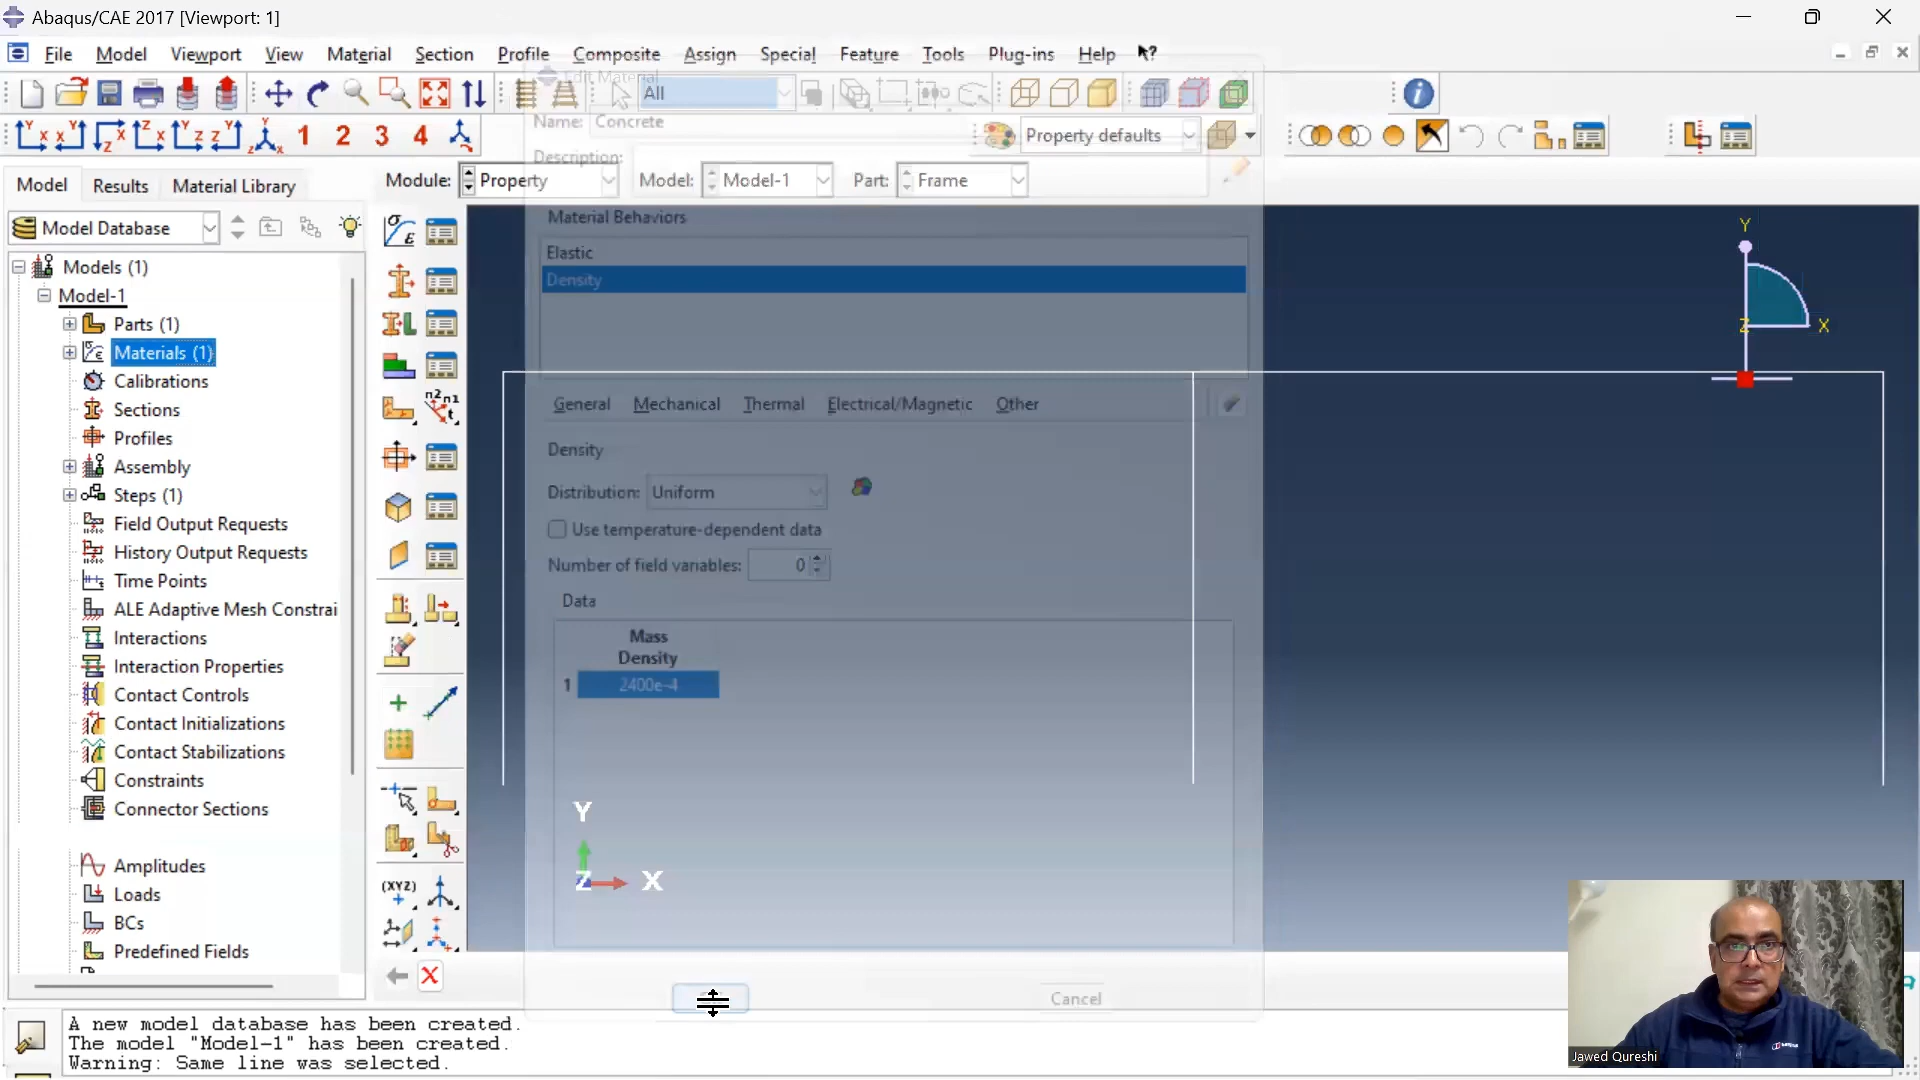 Abaqus/CAE 2017 [Viewport: 1]
File Model Viewport View Material Section Profile Composite Assign Special Feature Tools Plug-ins Help
Edit Material
All
Name: Concrete
1 2 3 4
Property defaults
Description:
Model Results Material Library
Module: Property Model: Model-1 Part: Frame
Model Database
Models (1)
Model-1
Parts (1)
Materials (1)
Calibrations
Sections
Profiles
Assembly
Steps (1)
Field Output Requests
History Output Requests
Time Points
ALE Adaptive Mesh Constrai
Interactions
Interaction Properties
Contact Controls
Contact Initializations
Contact Stabilizations
Constraints
Connector Sections
Amplitudes
Loads
BCs
Predefined Fields
(XYZ)
Material Behaviors
Elastic
Density
General Mechanical Thermal Electrical/Magnetic Other
Density
Distribution: Uniform
Use temperature-dependent data
Number of field variables: 0
Data
Mass
Density
1 2400e-4
Cancel
Y
Z X
Y
Z X
A new model database has been created.
The model "Model-1" has been created.
Warning: Same line was selected.
Jawed Qureshi